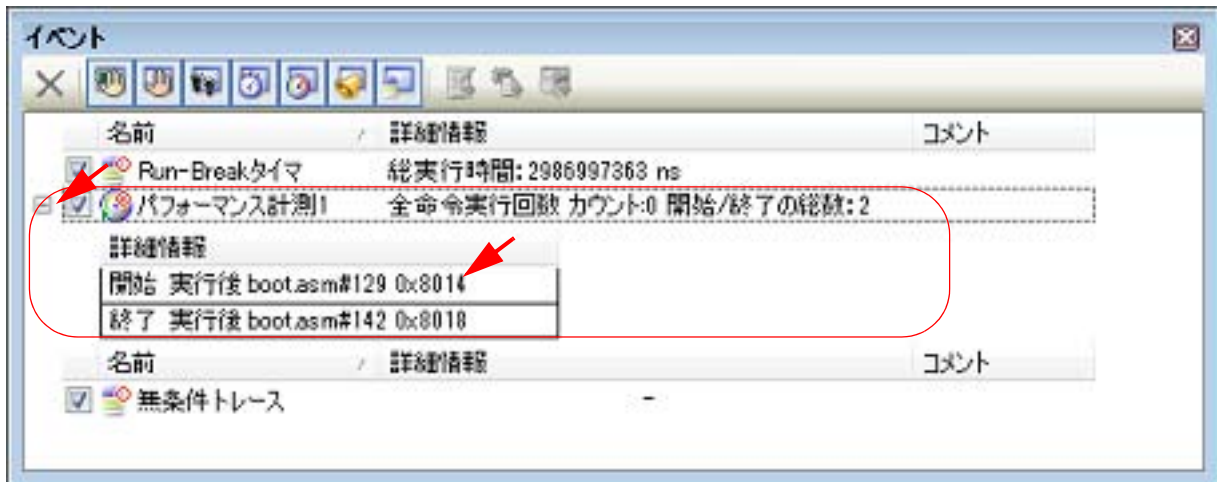 イベント
名前 詳細情報 コメント
Run-Breakタイマ 総実行時間: 2986997363 ns
パフォーマンス計測1 全命令実行回数 カウント:0 開始/終了の総数: 2
詳細情報
開始 実行後 boot.asm#129 0x8014
終了 実行後 boot.asm#142 0x8018
名前 詳細情報 コメント
無条件トレース -